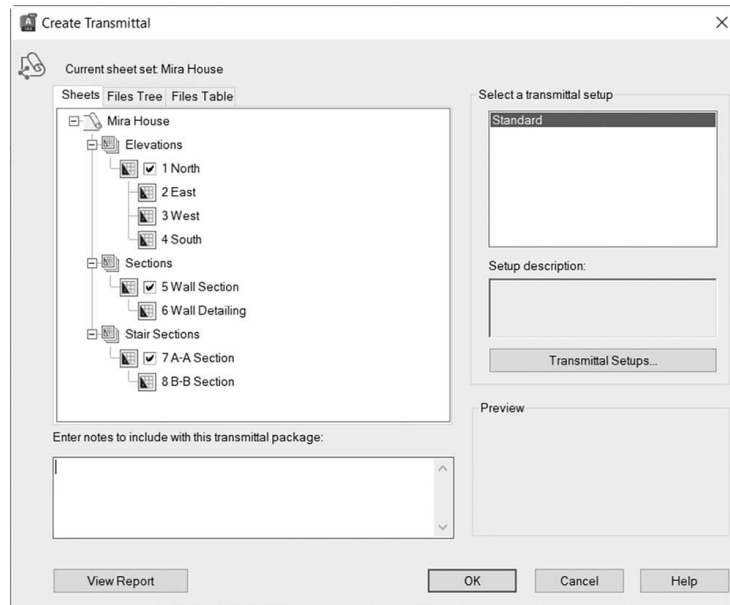 Create Transmittal
Current sheet set: Mira House
Sheets Files Tree Files Table
Mira House
Elevations
1 North
2 East
3 West
4 South
Sections
5 Wall Section
6 Wall Detailing
Stair Sections
7 A-A Section
8 B-B Section
Enter notes to include with this transmittal package:
Select a transmittal setup
Standard
Setup description:
Transmittal Setups...
Preview
View Report
OK
Cancel
Help